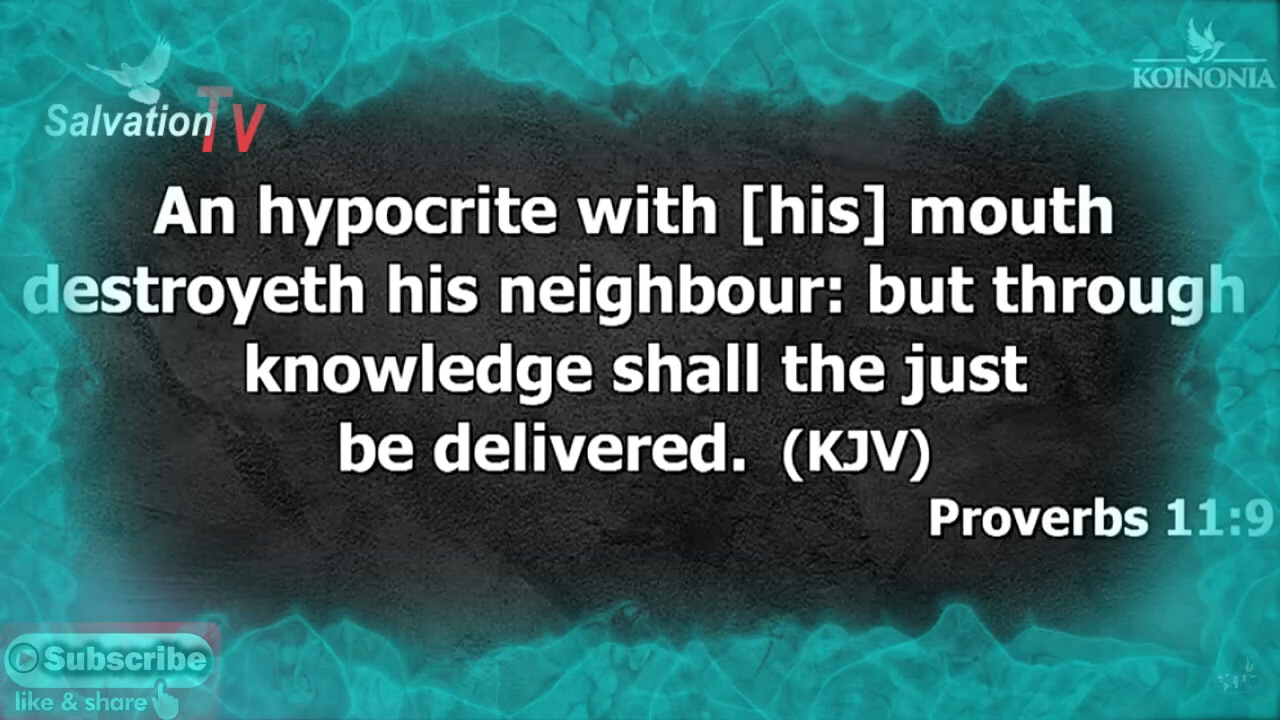 SalvationTV
KOINONIA
An hypocrite with [his] mouth
destroyeth his neighbour: but through
knowledge shall the just
be delivered. (KJV)
Proverbs 11:9
Subscribe
like & share